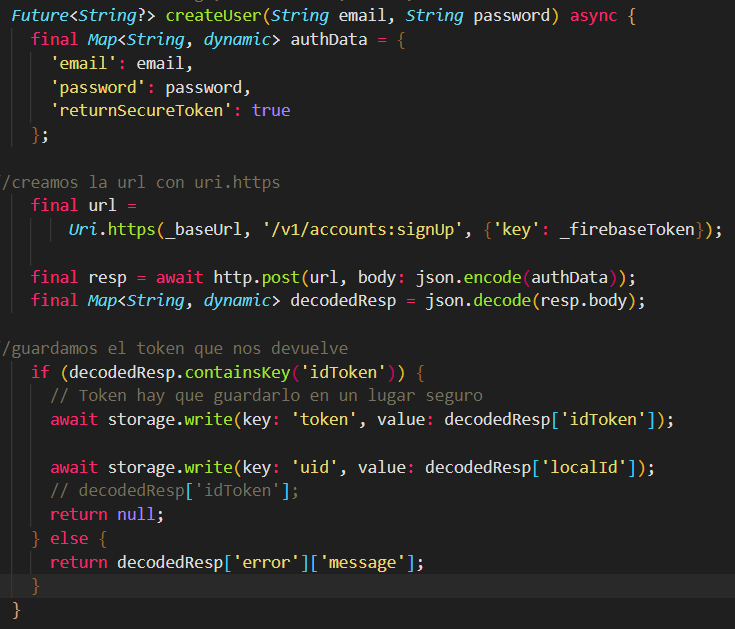 Future<String?> createUser(String email, String password) async {
final Map<String, dynamic> authData = {
'email': email,
'password': password,
'returnSecureToken': true
};
/creamos la url con uri.https
final url =
Uri.https(_baseUrl, '/v1/accounts:signUp', {'key': _firebaseToken});
final resp = await http.post(url, body: json.encode(authData));
final Map<String, dynamic> decodedResp = json.decode(resp.body);
/guardamos el token que nos devuelve
if (decodedResp.containsKey('idToken')) {
// Token hay que guardarlo en un lugar seguro
await storage.write(key: 'token', value: decodedResp['idToken']);
await storage.write(key: 'uid', value: decodedResp['localId']);
// decodedResp['idToken'];
return null;
} else {
return decodedResp['error']['message'];
}
}